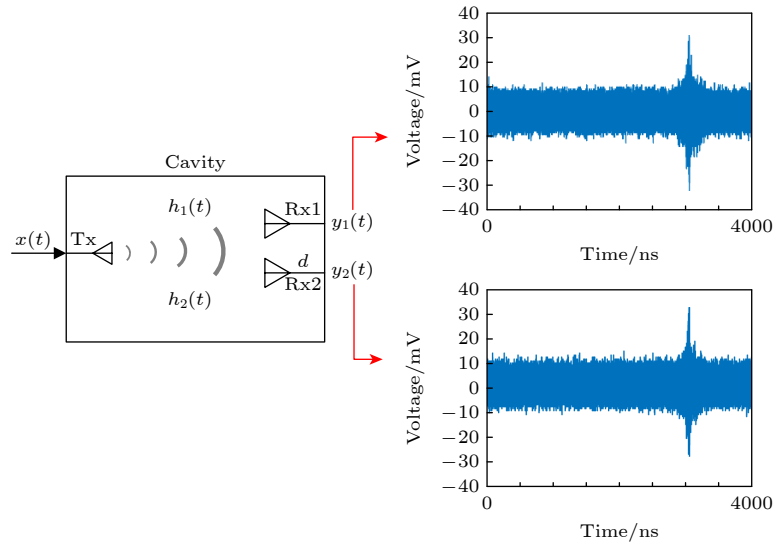 Cavity
x(t)
Tx
h₁(t)
h₂(t)
Rx1
d
Rx2
y₁(t)
y₂(t)
Voltage/mV
40
30
20
10
0
−10
−20
−30
−40
0
4000
Time/ns
Voltage/mV
40
30
20
10
0
−10
−20
−30
−40
0
4000
Time/ns